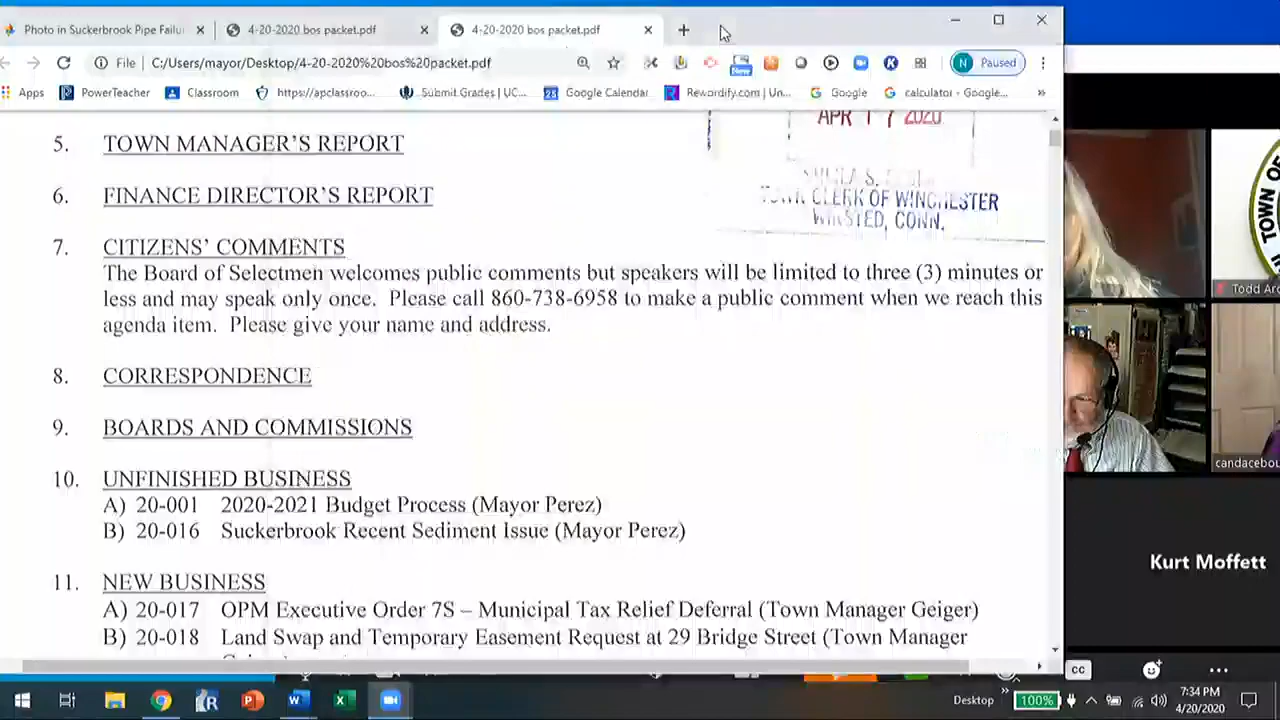 Photo in Suckerbrook Pipe Failu
4-20-2020 bos packet.pdf
4-20-2020 bos packet.pdf
File
C:/Users/mayor/Desktop/4-20-2020%20bos%20packet.pdf
New
N Paused
Apps
PowerTeacher
Classroom
https://apclassroo...
Submit Grades | UC...
Google Calendar
Rewordify.com | Un...
Google
calculator - Google...
APR 17 2020
TOWN CLERK OF WINCHESTER
WINSTED, CONN.
5. TOWN MANAGER'S REPORT
6. FINANCE DIRECTOR'S REPORT
7. CITIZENS' COMMENTS
The Board of Selectmen welcomes public comments but speakers will be limited to three (3) minutes or
less and may speak only once. Please call 860-738-6958 to make a public comment when we reach this
agenda item. Please give your name and address.
8. CORRESPONDENCE
9. BOARDS AND COMMISSIONS
10. UNFINISHED BUSINESS
A) 20-001 2020-2021 Budget Process (Mayor Perez)
B) 20-016 Suckerbrook Recent Sediment Issue (Mayor Perez)
11. NEW BUSINESS
A) 20-017 OPM Executive Order 7S – Municipal Tax Relief Deferral (Town Manager Geiger)
B) 20-018 Land Swap and Temporary Easement Request at 29 Bridge Street (Town Manager
TOWN OF
Todd Arc
candacebou
Kurt Moffett
CC
Desktop
100%
7:34 PM
4/20/2020